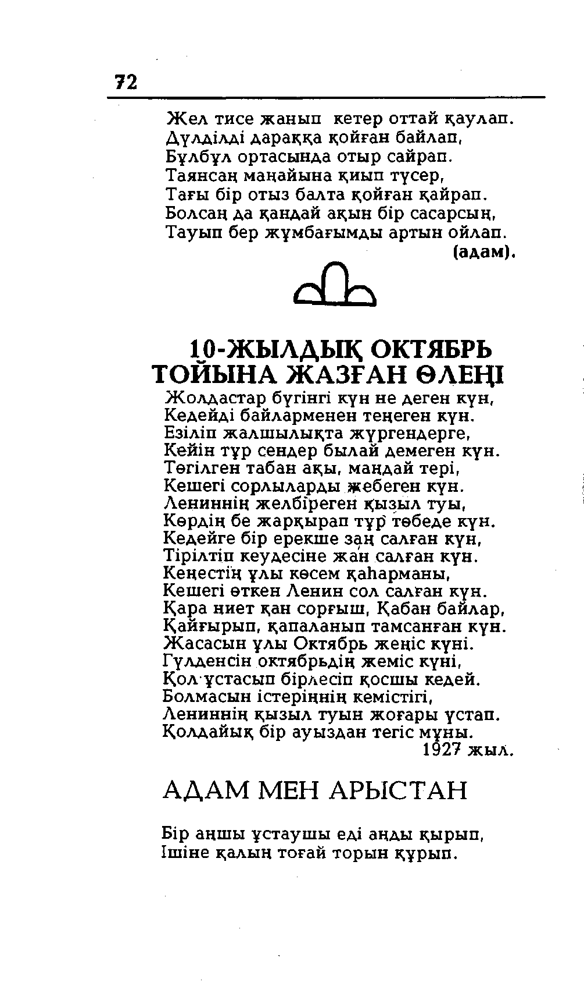 72
Жел тисе жанып кетер оттай қаулап.
Дүлділді дараққа қойған байлап,
Бұлбұл ортасында отыр сайрап.
Таянсаң маңайына қиып түсер,
Тағы бір отыз балта қойған қайрап.
Болсаң да қандай ақын бір сасарсың,
Тауып бер жұмбағымды артын ойлап.
(адам).
10-ЖЫЛДЫҚ ОКТЯБРЬ
ТОЙЫНА ЖАЗҒАН ӨЛЕҢІ
Жолдастар бүгінгі күн не деген күн,
Кедейді байларменен теңеген күн.
Езіліп жалшылықта жүргендерге,
Кейін тұр сендер былай демеген күн.
Төгілген табан ақы, маңдай тері,
Кешегі сорлыларды жебеген күн.
Лениннің желбіреген қызыл туы,
Көрдің бе жарқырап тұр төбеде күн.
Кедейге бір ерекше заң салған күн,
Тірілтіп кеудесіне жан салған күн.
Кеңестің ұлы көсем қаһарманы,
Кешегі өткен Ленин сол салған күн.
Қара ниет қан сорғыш, Қабан байлар,
Қайғырып, қапаланып тамсанған күн.
Жасасын ұлы Октябрь жеңіс күні.
Гүлденсін октябрьдің жеміс күні,
Қол ұстасып бірлесіп қосшы кедей.
Болмасын істеріңнің кемістігі,
Лениннің қызыл туын жоғары үстап.
Қолдайық бір ауыздан тегіс мұны.
1927 жыл.
АДАМ МЕН АРЫСТАН
Бір аңшы ұстаушы еді аңды қырып,
Ішіне қалың тоғай торын құрып.